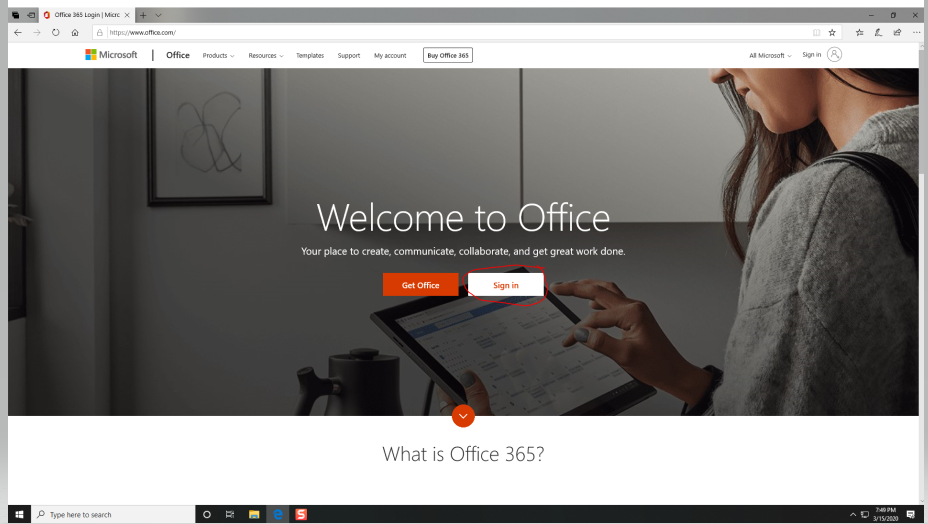 Office 365 Login | Micrc
https://www.office.com/
Microsoft | Office Products Resources Templates Support My account Buy Office 365 All Microsoft Sign in
Welcome to Office
Your place to create, communicate, collaborate, and get great work done.
Get Office Sign in
What is Office 365?
Type here to search
7:49 PM
3/15/2020